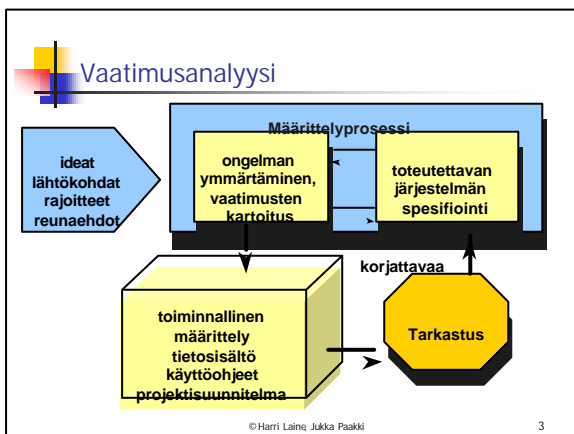 Vaatimusanalyysi
Määrittelyprosessi
ideat
lähtökohdat
rajoitteet
reunaehdot
ongelman
ymmärtäminen,
vaatimusten
kartoitus
toteutettavan
järjestelmän
spesifiointi
korjattavaa
toiminnallinen
määrittely
tietosisältö
käyttöohjeet
projektisuunnitelma
Tarkastus
© Harri Laine, Jukka Paakki
3